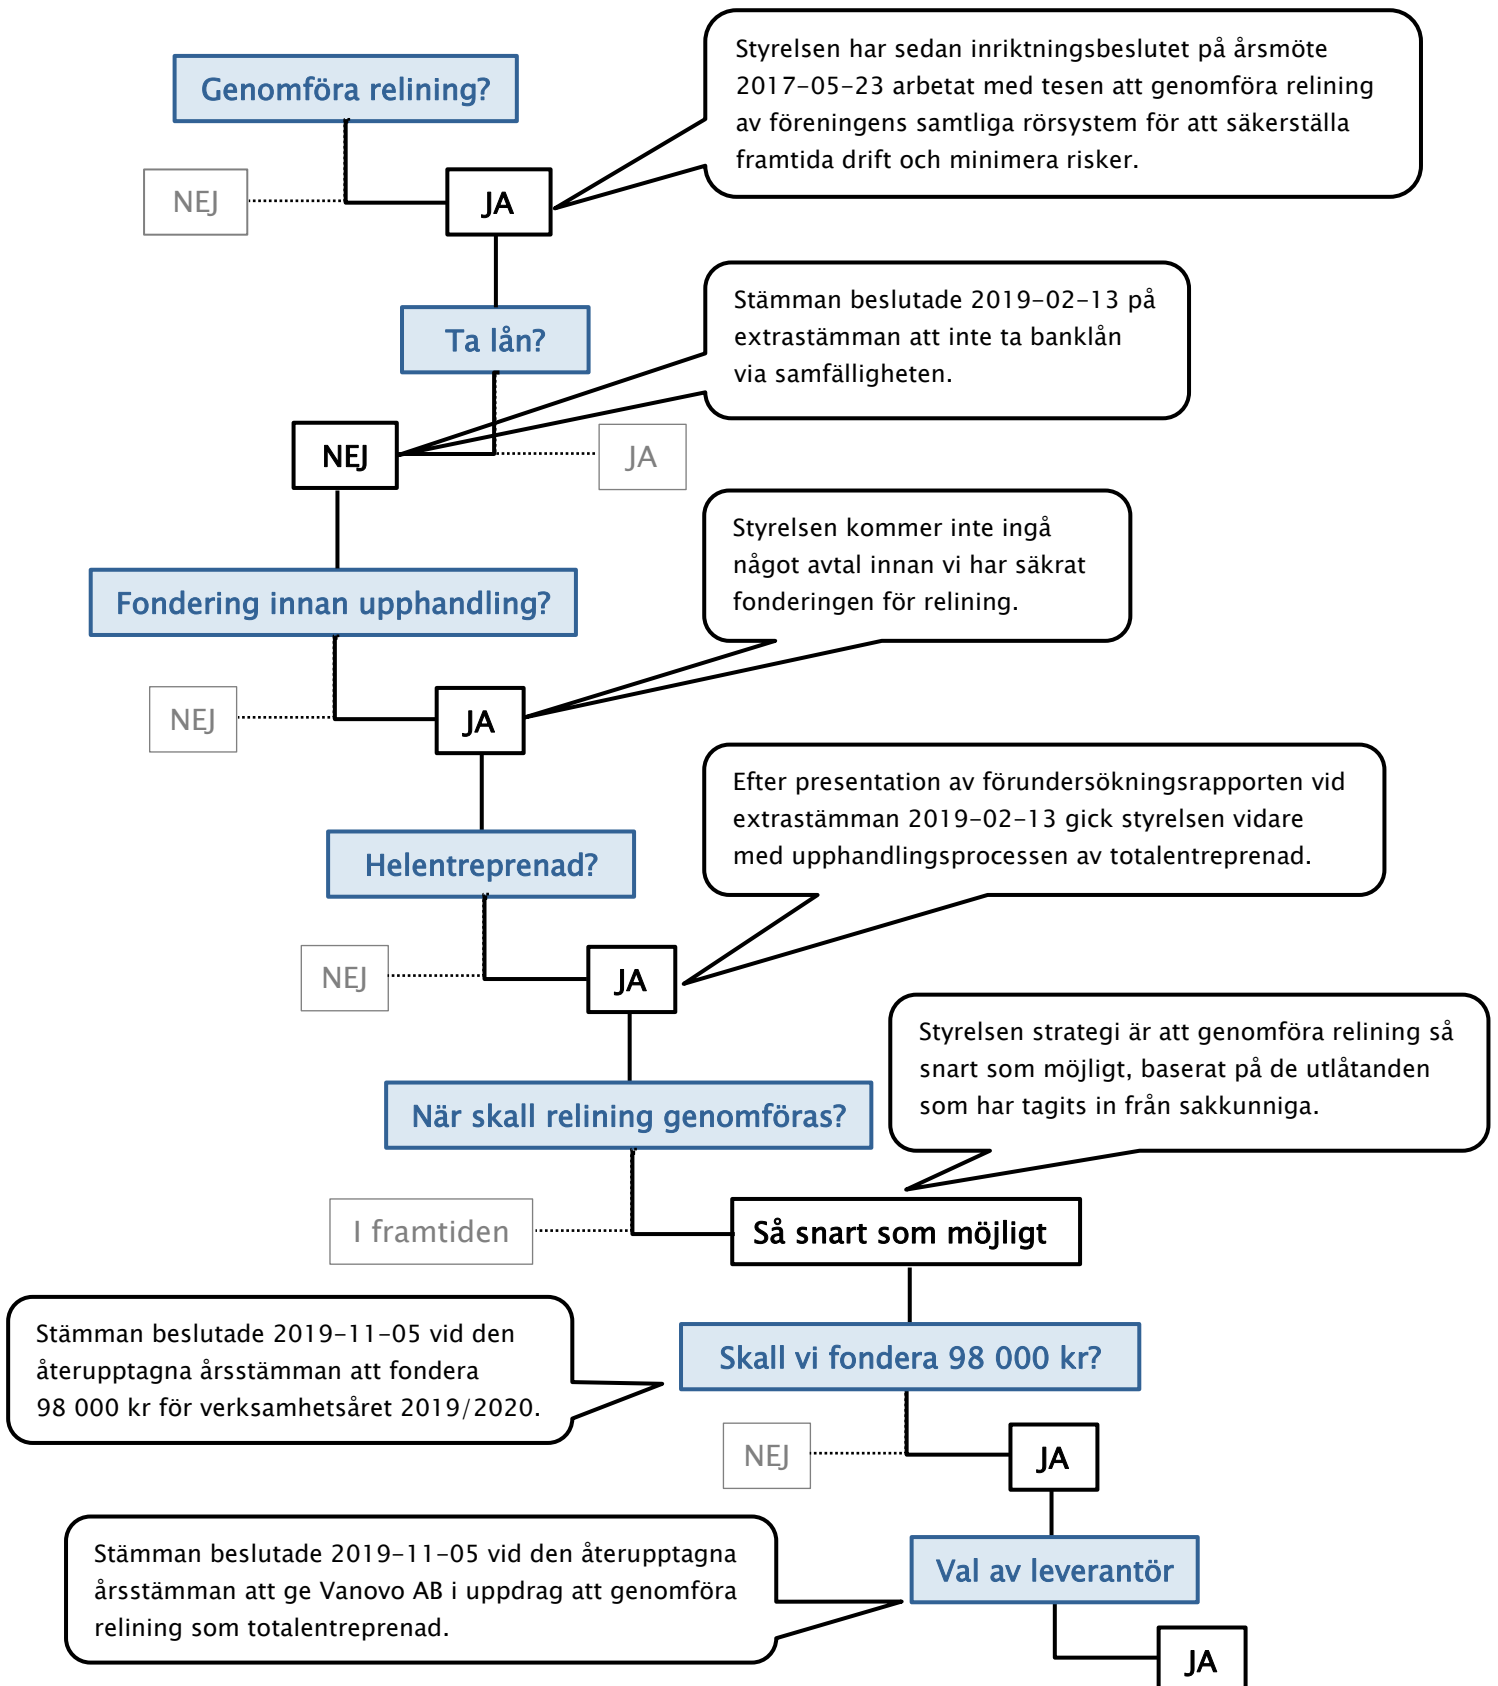 Genomföra relining?
Styrelsen har sedan inriktningsbeslutet på årsmöte
2017-05-23 arbetat med tesen att genomföra relining
av föreningens samtliga rörsystem för att säkerställa
framtida drift och minimera risker.
NEJ
JA
Ta lån?
Stämman beslutade 2019-02-13 på
extrastämman att inte ta banklån
via samfälligheten.
NEJ
JA
Fondering innan upphandling?
Styrelsen kommer inte ingå
något avtal innan vi har säkrat
fonderingen för relining.
NEJ
JA
Helentreprenad?
Efter presentation av förundersökningsrapporten vid
extrastämman 2019-02-13 gick styrelsen vidare
med upphandlingsprocessen av totalentreprenad.
NEJ
JA
När skall relining genomföras?
Styrelsen strategi är att genomföra relining så
snart som möjligt, baserat på de utlåtanden
som har tagits in från sakkunniga.
I framtiden
Så snart som möjligt
Skall vi fondera 98 000 kr?
Stämman beslutade 2019-11-05 vid den
återupptagna årsstämman att fondera
98 000 kr för verksamhetsåret 2019/2020.
NEJ
JA
Val av leverantör
Stämman beslutade 2019-11-05 vid den återupptagna
årsstämman att ge Vanovo AB i uppdrag att genomföra
relining som totalentreprenad.
JA